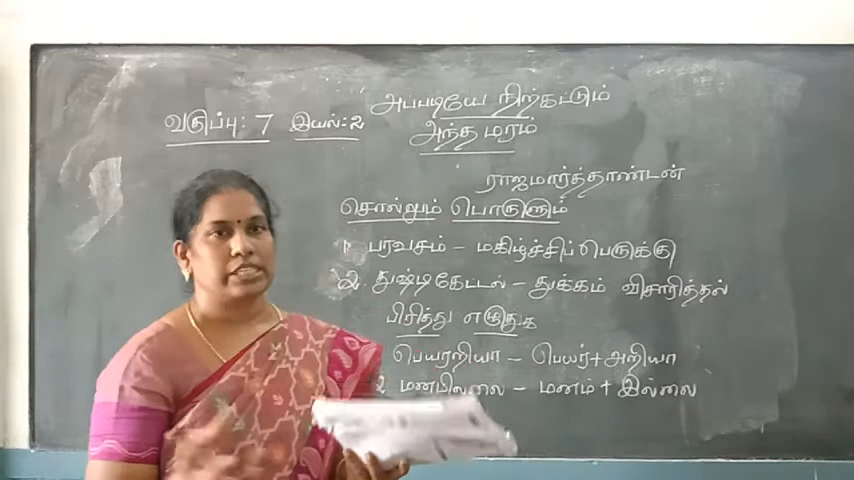 வகுப்பு: 7 இயல்: 2 அப்படியே நிற்கட்டும்
அந்த மரம்
ராஜமார்த்தாண்டன்
சொல்லும் பொருளும்
1. பரவசம் - மகிழ்ச்சிப்பெருக்கு
2. துஷ்டிகேட்டல் - துக்கம் விசாரித்தல்
பிரித்து எழுதுக
பெயரறியா - பெயர்+அறியா
2 மனமில்லை - மனம் + இல்லை